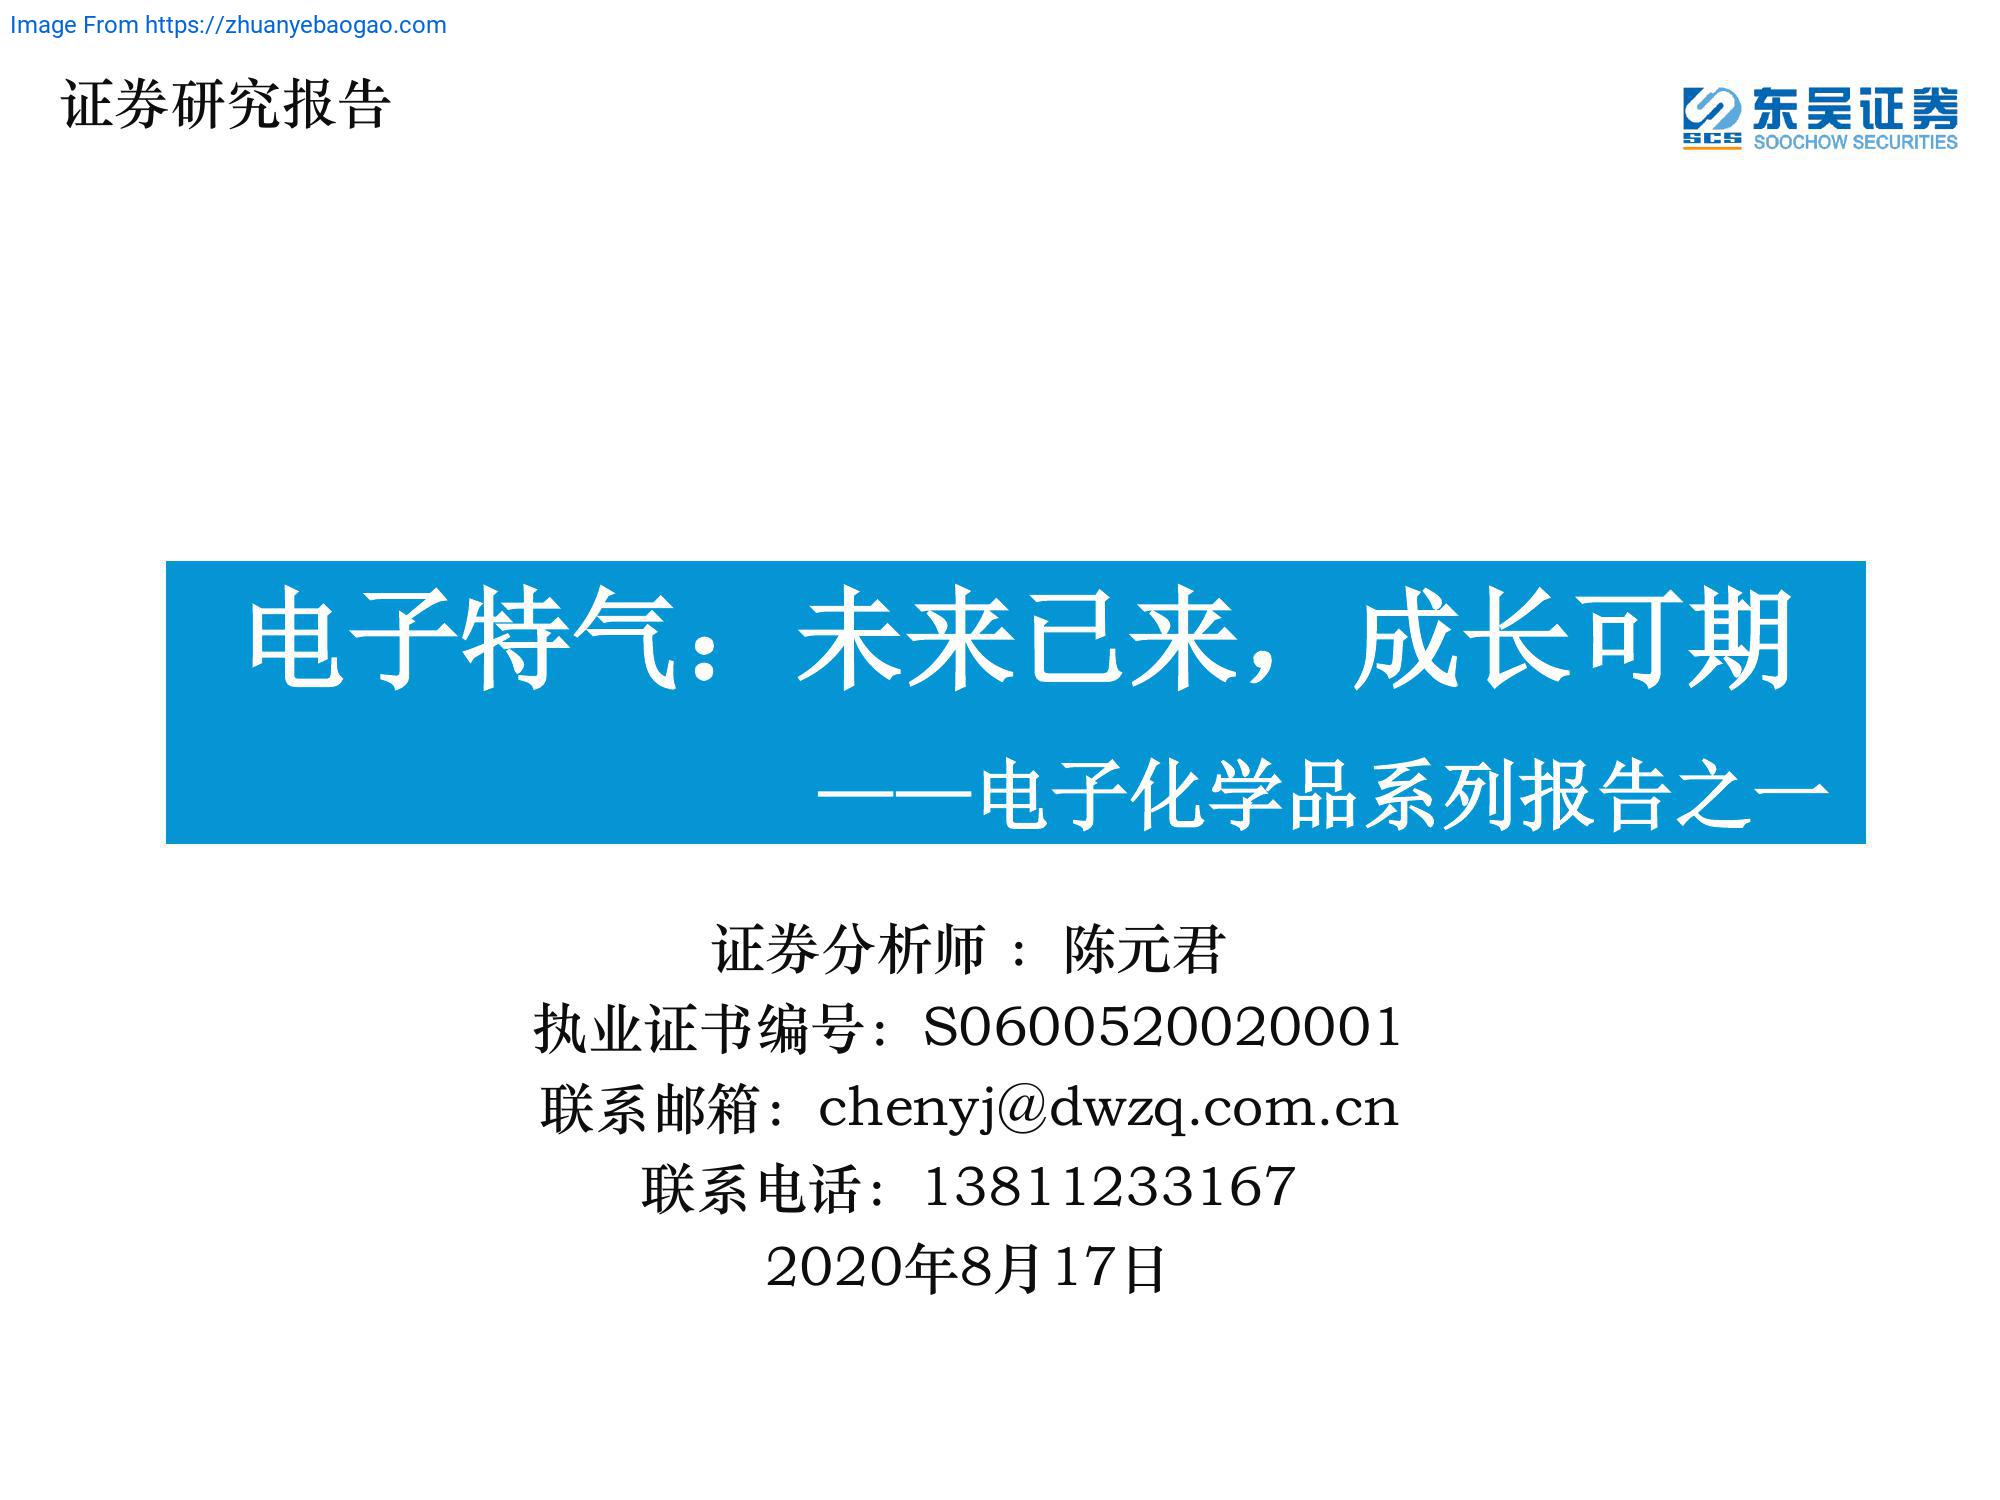 Image From https://zhuanyebaogao.com
证券研究报告
东吴证券
SCS
SOOCHOW SECURITIES
电子特气：未来已来，成长可期
——电子化学品系列报告之一
证券分析师 ：陈元君
执业证书编号：S0600520020001
联系邮箱：chenyj@dwzq.com.cn
联系电话：13811233167
2020年8月17日